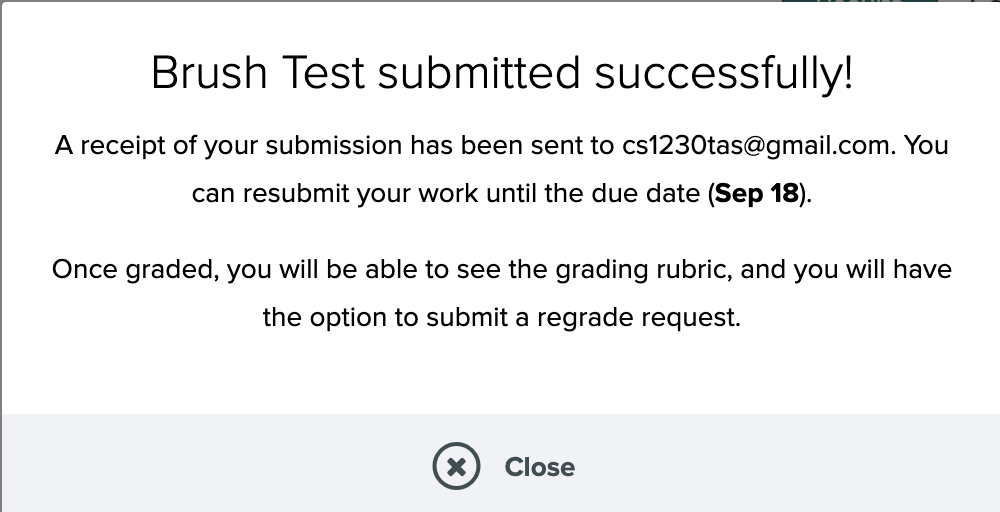 Brush Test submitted successfully!
A receipt of your submission has been sent to cs1230tas@gmail.com. You
can resubmit your work until the due date (Sep 18).
Once graded, you will be able to see the grading rubric, and you will have
the option to submit a regrade request.
Close